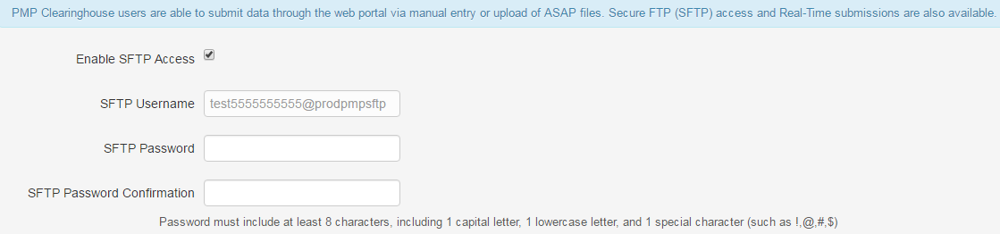 PMP Clearinghouse users are able to submit data through the web portal via manual entry or upload of ASAP files. Secure FTP (SFTP) access and Real-Time submissions are also available.
Enable SFTP Access
SFTP Username test5555555555@prodpmpsftp
SFTP Password
SFTP Password Confirmation
Password must include at least 8 characters, including 1 capital letter, 1 lowercase letter, and 1 special character (such as !,@,#,$)